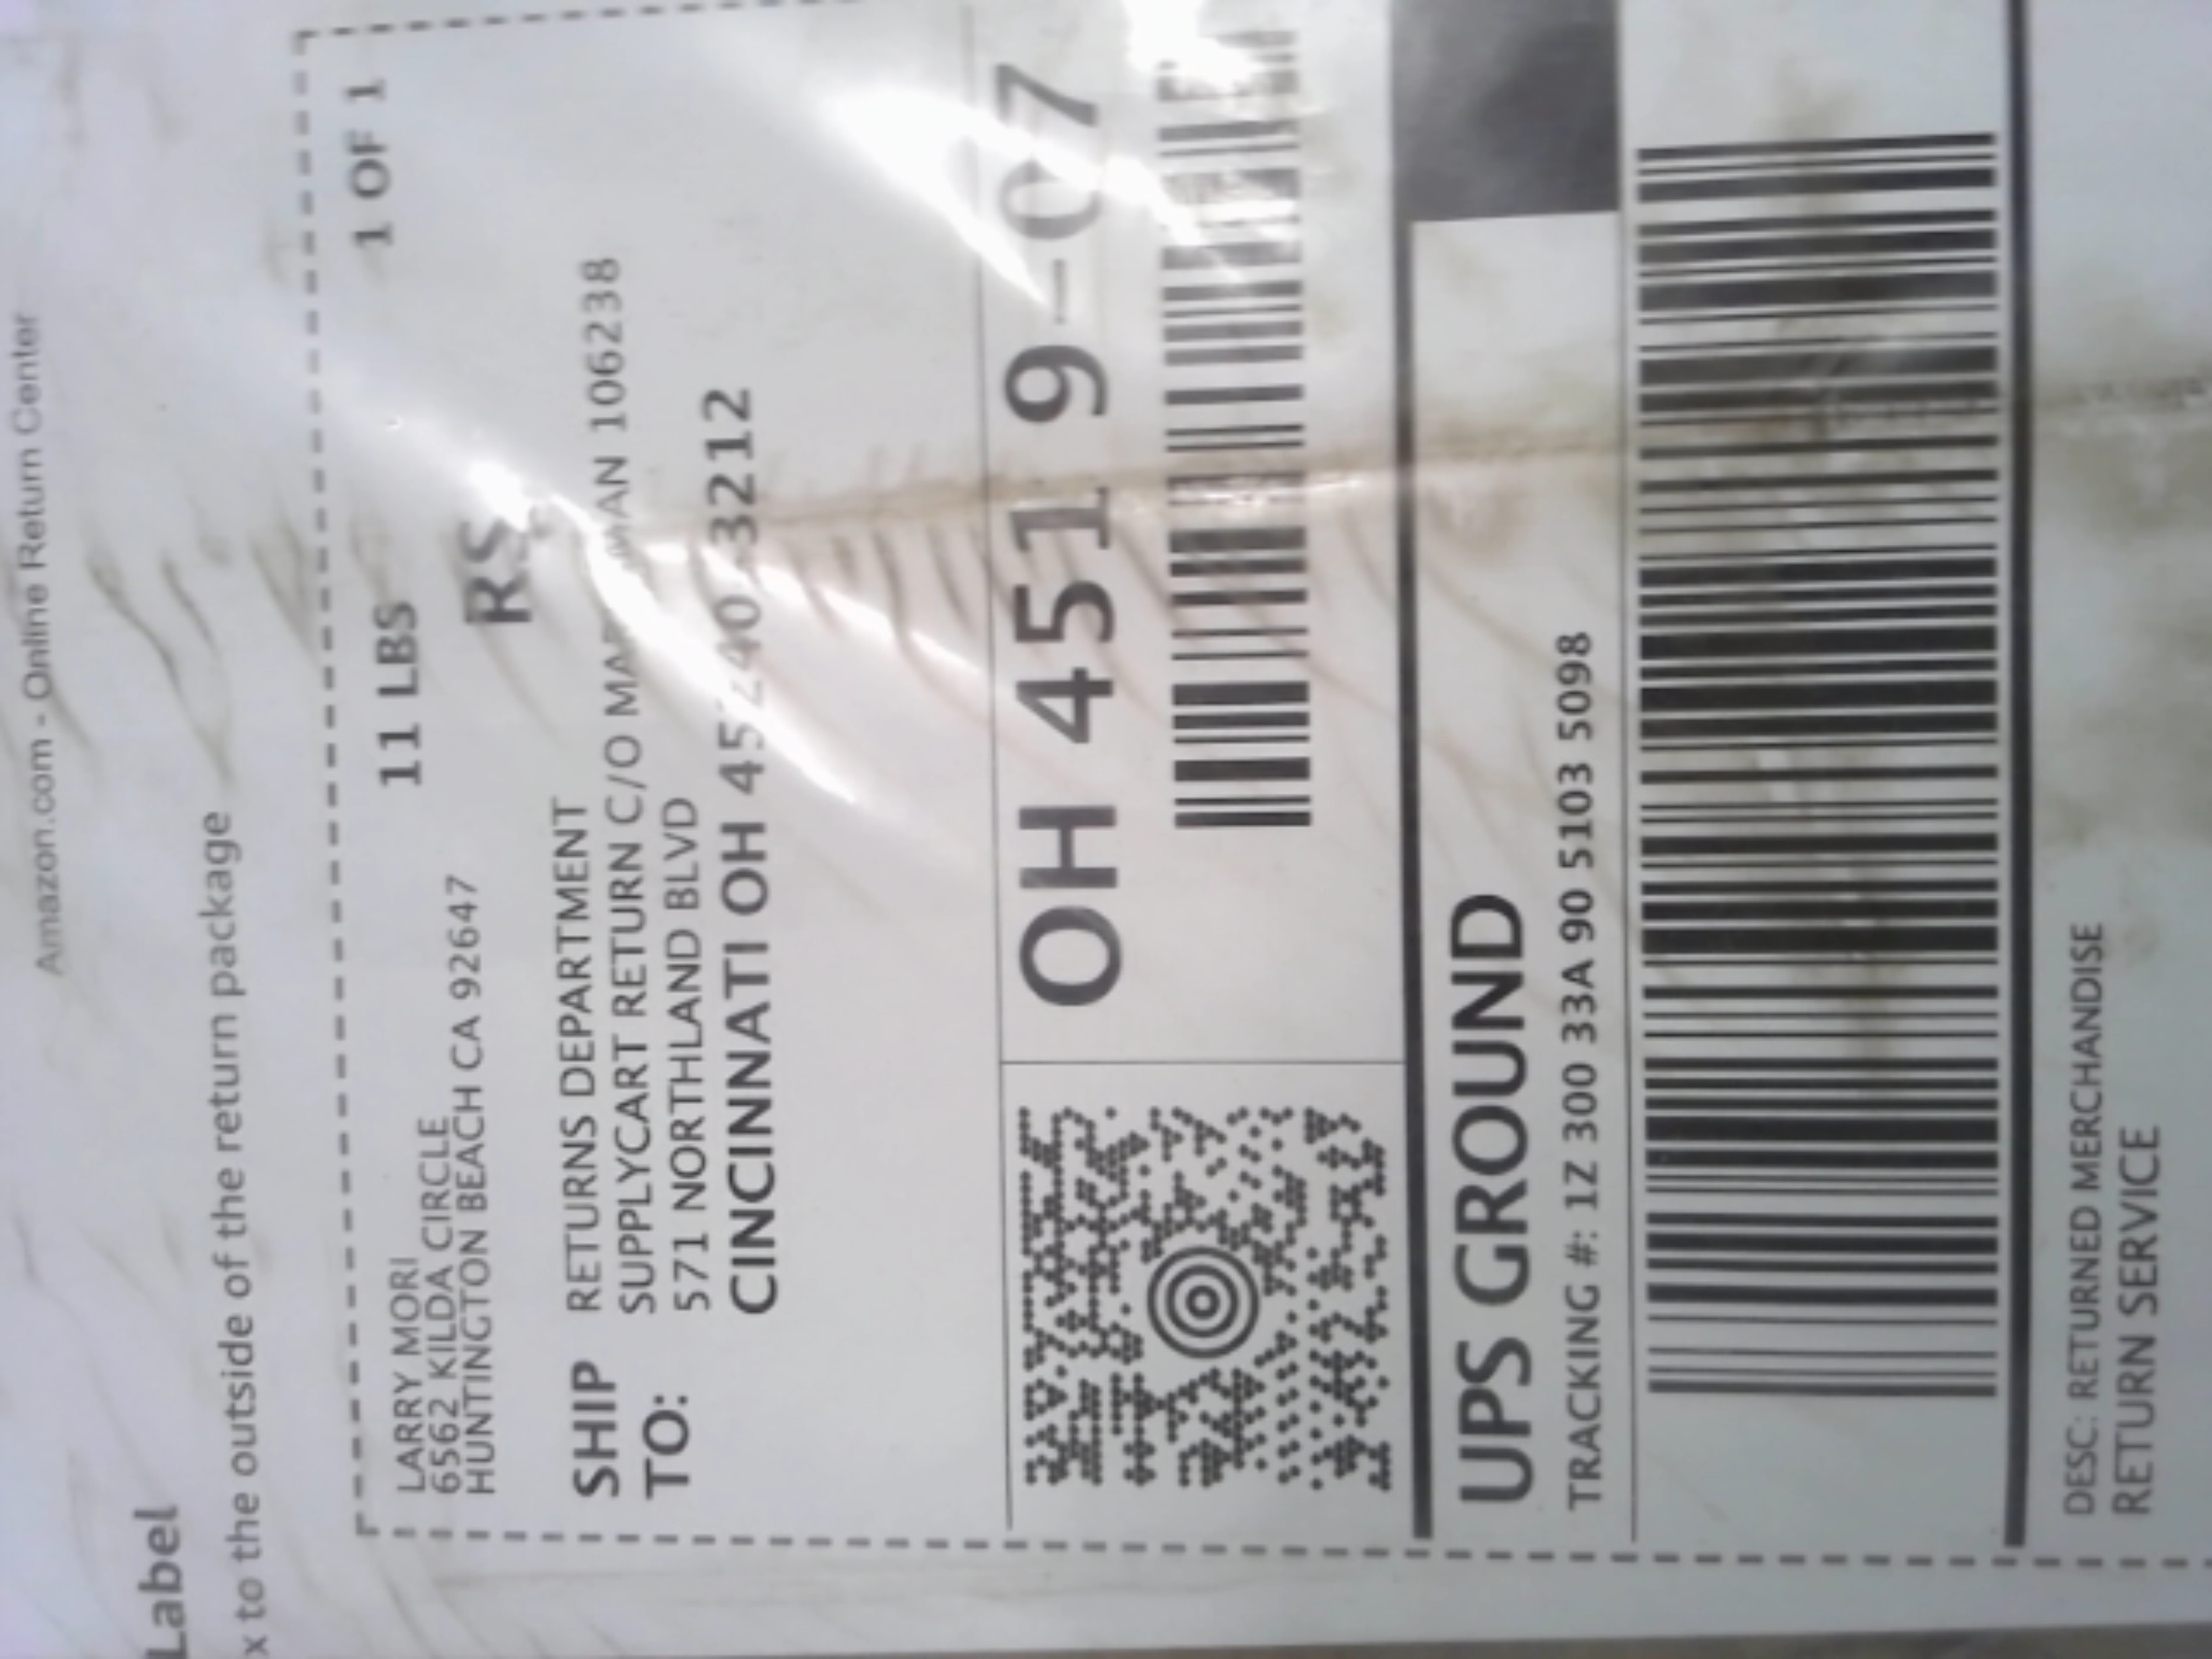 Amazon.com - Online Return Center
Label
x to the outside of the return package
LARRY MORI
6562 KILDA CIRCLE
HUNTINGTON BEACH CA 92647
11 LBS
1 OF 1
RS
SHIP
TO:
RETURNS DEPARTMENT
SUPPLYCART RETURN C/O 106238
571 NORTHLAND BLVD
CINCINNATI OH
OH 451 9-07
UPS GROUND
TRACKING #: 1Z 300 33A 90 5103 5098
DESC: RETURNED MERCHANDISE
RETURN SERVICE